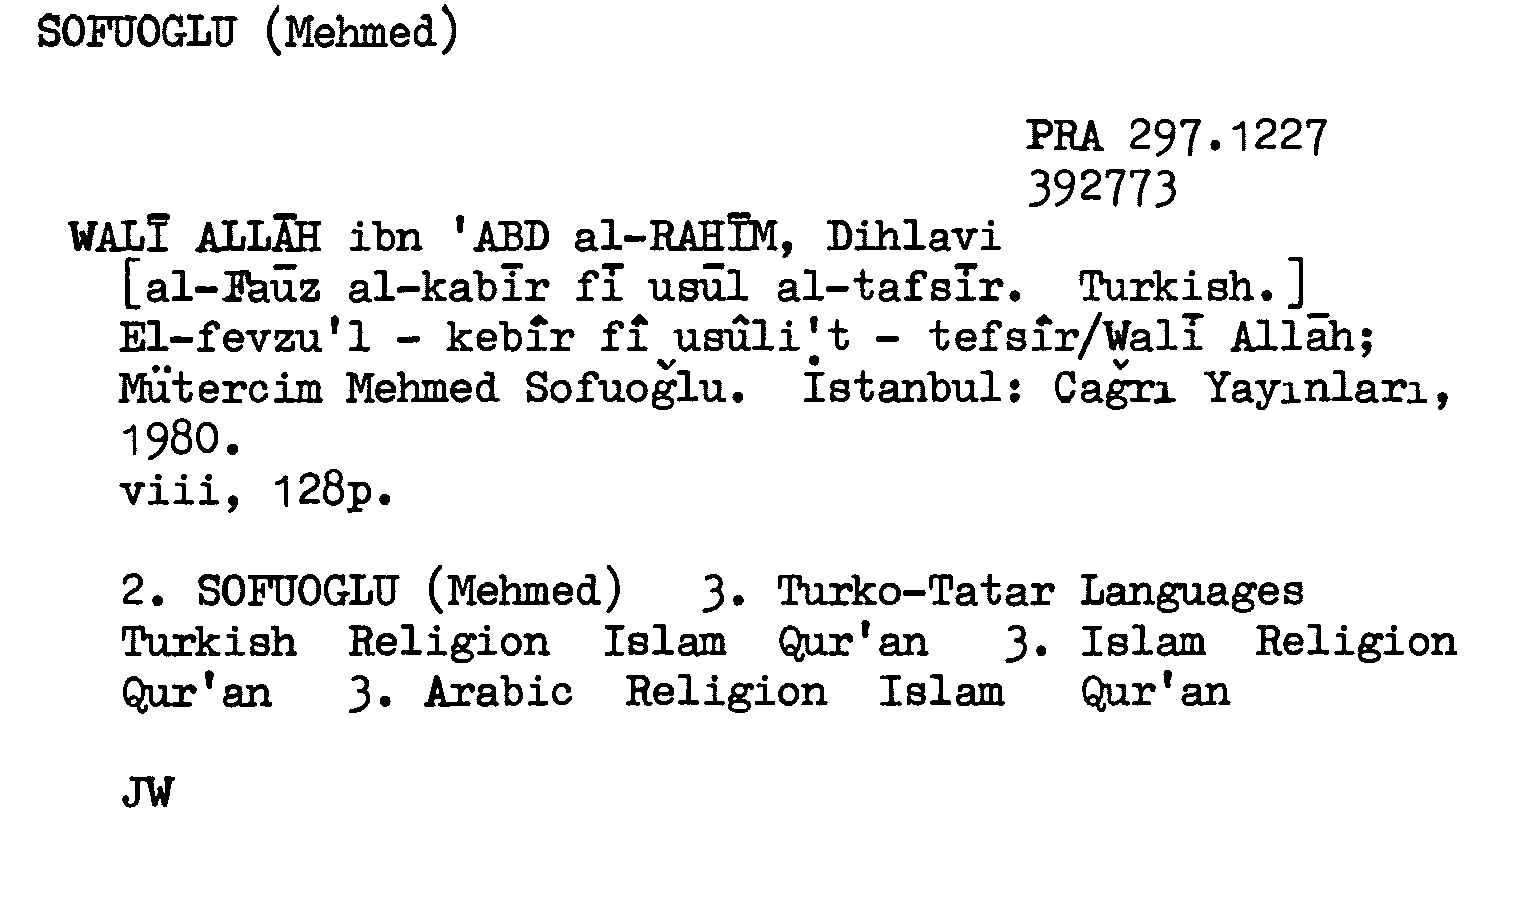 SOFUOGLU (Mehmed)
PRA 297.1227
392773
WALĪ ALLĀH ibn 'ABD al-RAHĪM, Dihlavi
[al-Faūz al-kabīr fī usūl al-tafsīr. Turkish.]
El-fevzu'l - kebîr fî usûli't - tefsîr/Walī Allāh;
Mütercim Mehmed Sofuoğlu. İstanbul: Cağrı Yayınları,
1980.
viii, 128p.
2. SOFUOGLU (Mehmed) 3. Turko-Tatar Languages
Turkish Religion Islam Qur'an 3. Islam Religion
Qur'an 3. Arabic Religion Islam Qur'an
JW